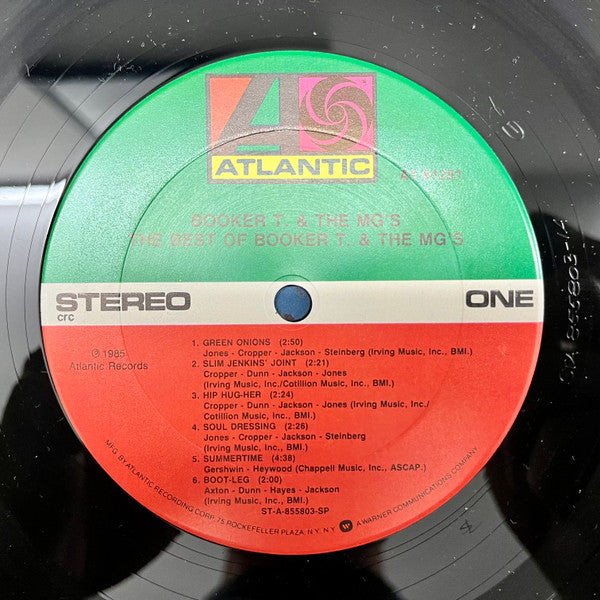 ATLANTIC
BOOKER T. & THE MG'S
THE BEST OF BOOKER T. & THE MG'S
STEREO
ONE
crc
℗ 1985
Atlantic Records
1. GREEN ONIONS (2:50)
Jones - Cropper - Jackson - Steinberg (Irving Music, Inc., BMI.)
2. SLIM JENKINS' JOINT (2:21)
Cropper - Dunn - Jackson - Jones
(Irving Music, Inc./Cotillion Music, Inc., BMI.)
3. HIP HUG-HER (2:24)
Cropper - Dunn - Jackson - Jones (Irving Music, Inc./
Cotillion Music, Inc., BMI.)
4. SOUL DRESSING (2:26)
Jones - Cropper - Jackson - Steinberg
(Irving Music, Inc., BMI.)
5. SUMMERTIME (4:38)
Gershwin - Heywood (Chappell Music, Inc., ASCAP.)
6. BOOT-LEG (2:00)
Axton - Dunn - Hayes - Jackson
(Irving Music, Inc., BMI.)
ST-A-855803-SP
MFG. BY ATLANTIC RECORDING CORP. 75 ROCKEFELLER PLAZA, N.Y. N.Y. A WARNER COMMUNICATIONS COMPANY